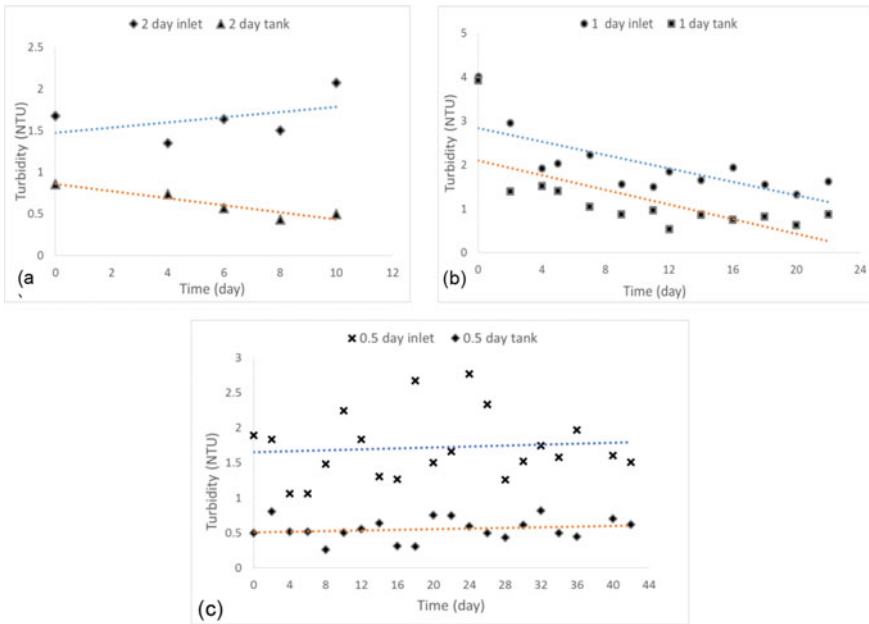 2 day inlet 2 day tank
2.5
2
1.5
1
0.5
0
Turbidity (NTU)
0 2 4 6 8 10 12
Time (day)
(a
1 day inlet 1 day tank
5
4
3
2
1
0
Turbidity (NTU)
0 4 8 12 16 20 24
Time (day)
(b)
0.5 day inlet 0.5 day tank
3
2.5
2
1.5
1
0.5
0
Turbidity (NTU)
0 4 8 12 16 20 24 28 32 36 40 44
Time (day)
(c)